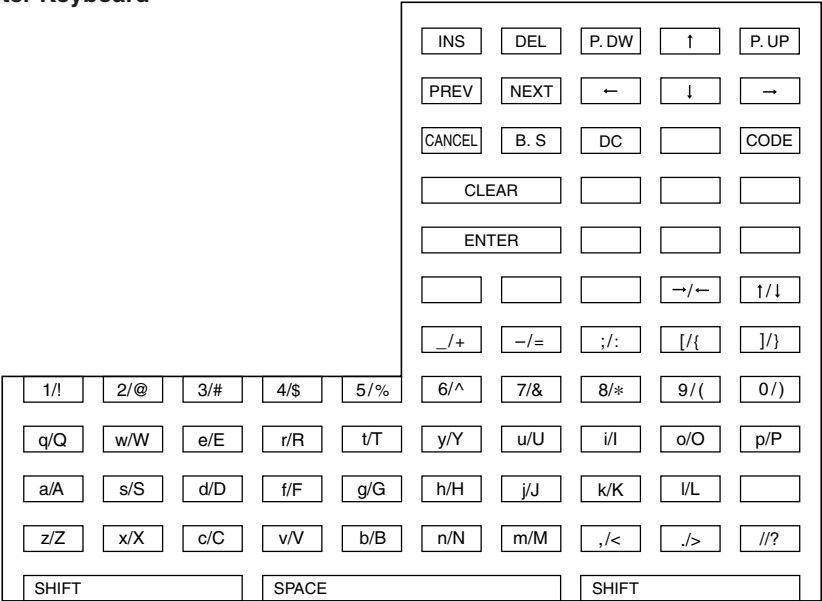 INS DEL P. DW ↑ P. UP
PREV NEXT ← ↓ →
CANCEL B. S DC CODE
CLEAR
ENTER
→/← ↑/↓
_/+ –/= ;/: [/{ ]/}
1/! 2/@ 3/# 4/$ 5/% 6/^ 7/& 8/* 9/( 0/)
q/Q w/W e/E r/R t/T y/Y u/U i/I o/O p/P
a/A s/S d/D f/F g/G h/H j/J k/K l/L
z/Z x/X c/C v/V b/B n/N m/M ,/< ./> //?
SHIFT SPACE SHIFT